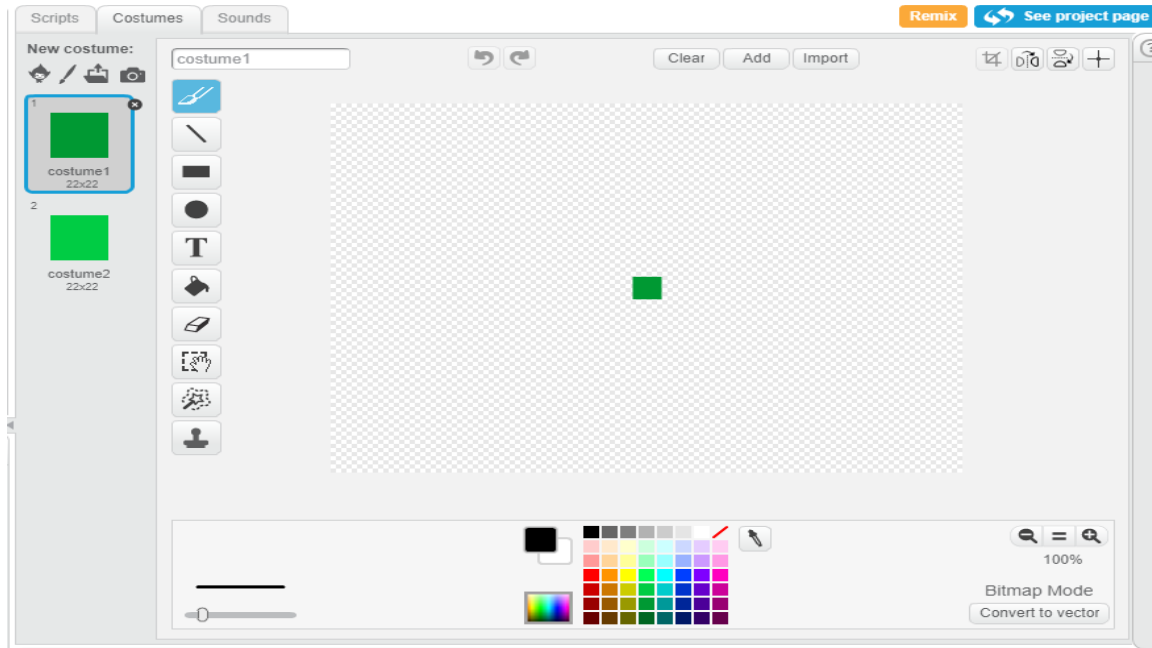 Scripts
Costumes
Sounds
Remix
See project page
New costume:
costume1
Clear
Add
Import
1
costume1
22x22
2
costume2
22x22
T
100%
Bitmap Mode
Convert to vector